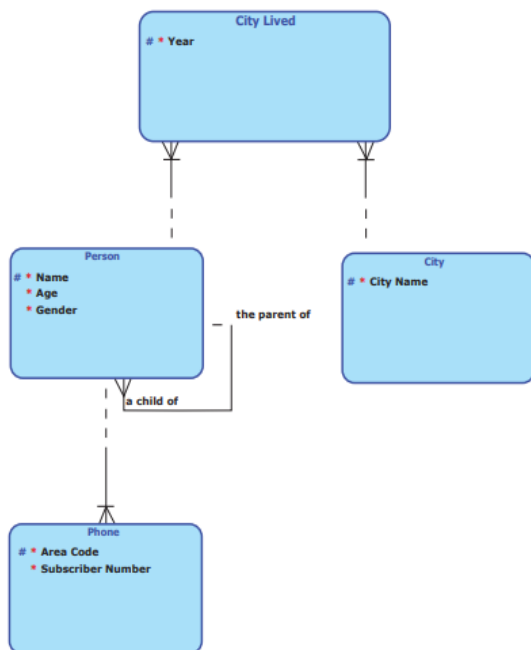 City Lived
# * Year
Person
# * Name
* Age
* Gender
City
# * City Name
the parent of
a child of
Phone
# * Area Code
* Subscriber Number